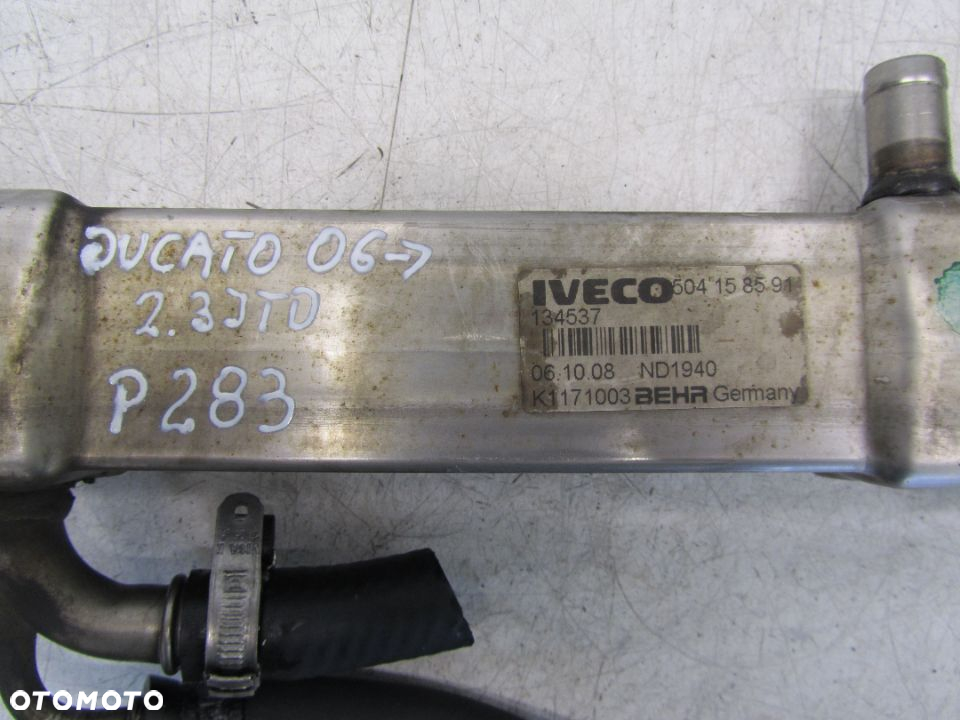 DUCATO 06->
2.3JTD
P283
IVECO 504 15 85 91
134537
06.10.08 ND1940
K1171003 BEHR Germany
OTOMOTO